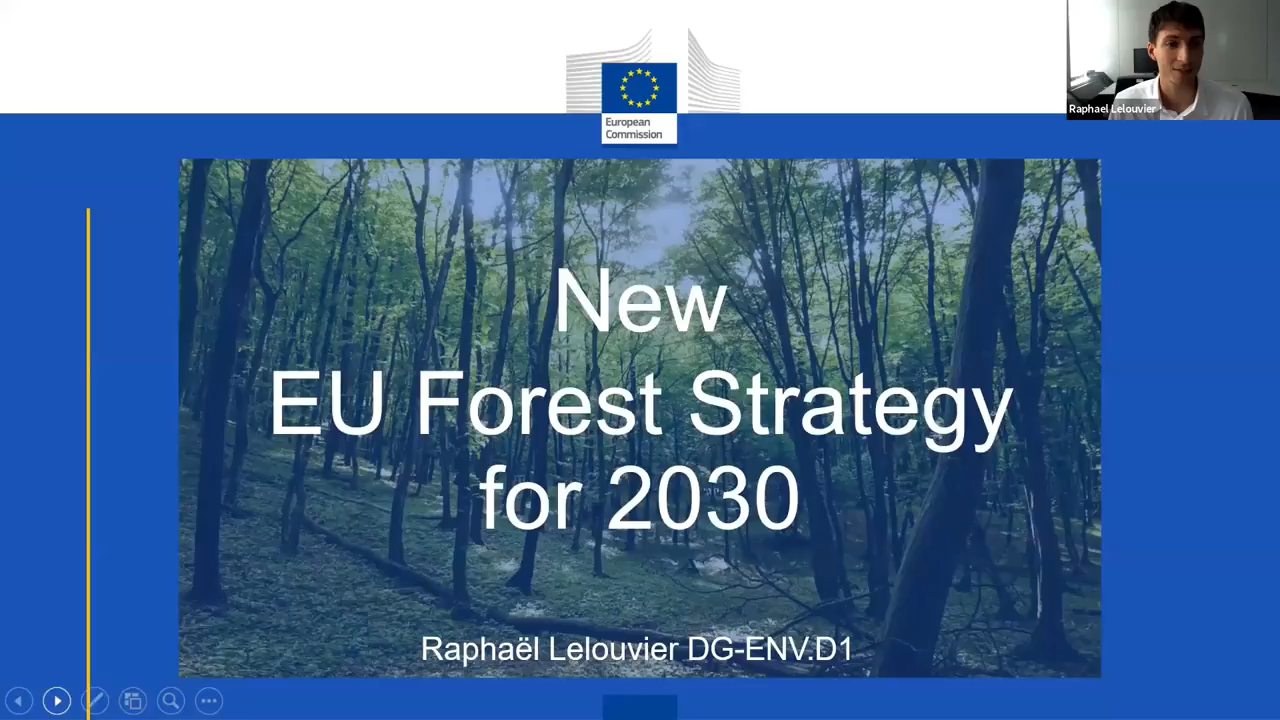 European
Commission
Raphael Lelouvier
New
EU Forest Strategy
for 2030
Raphaël Lelouvier DG-ENV.D1